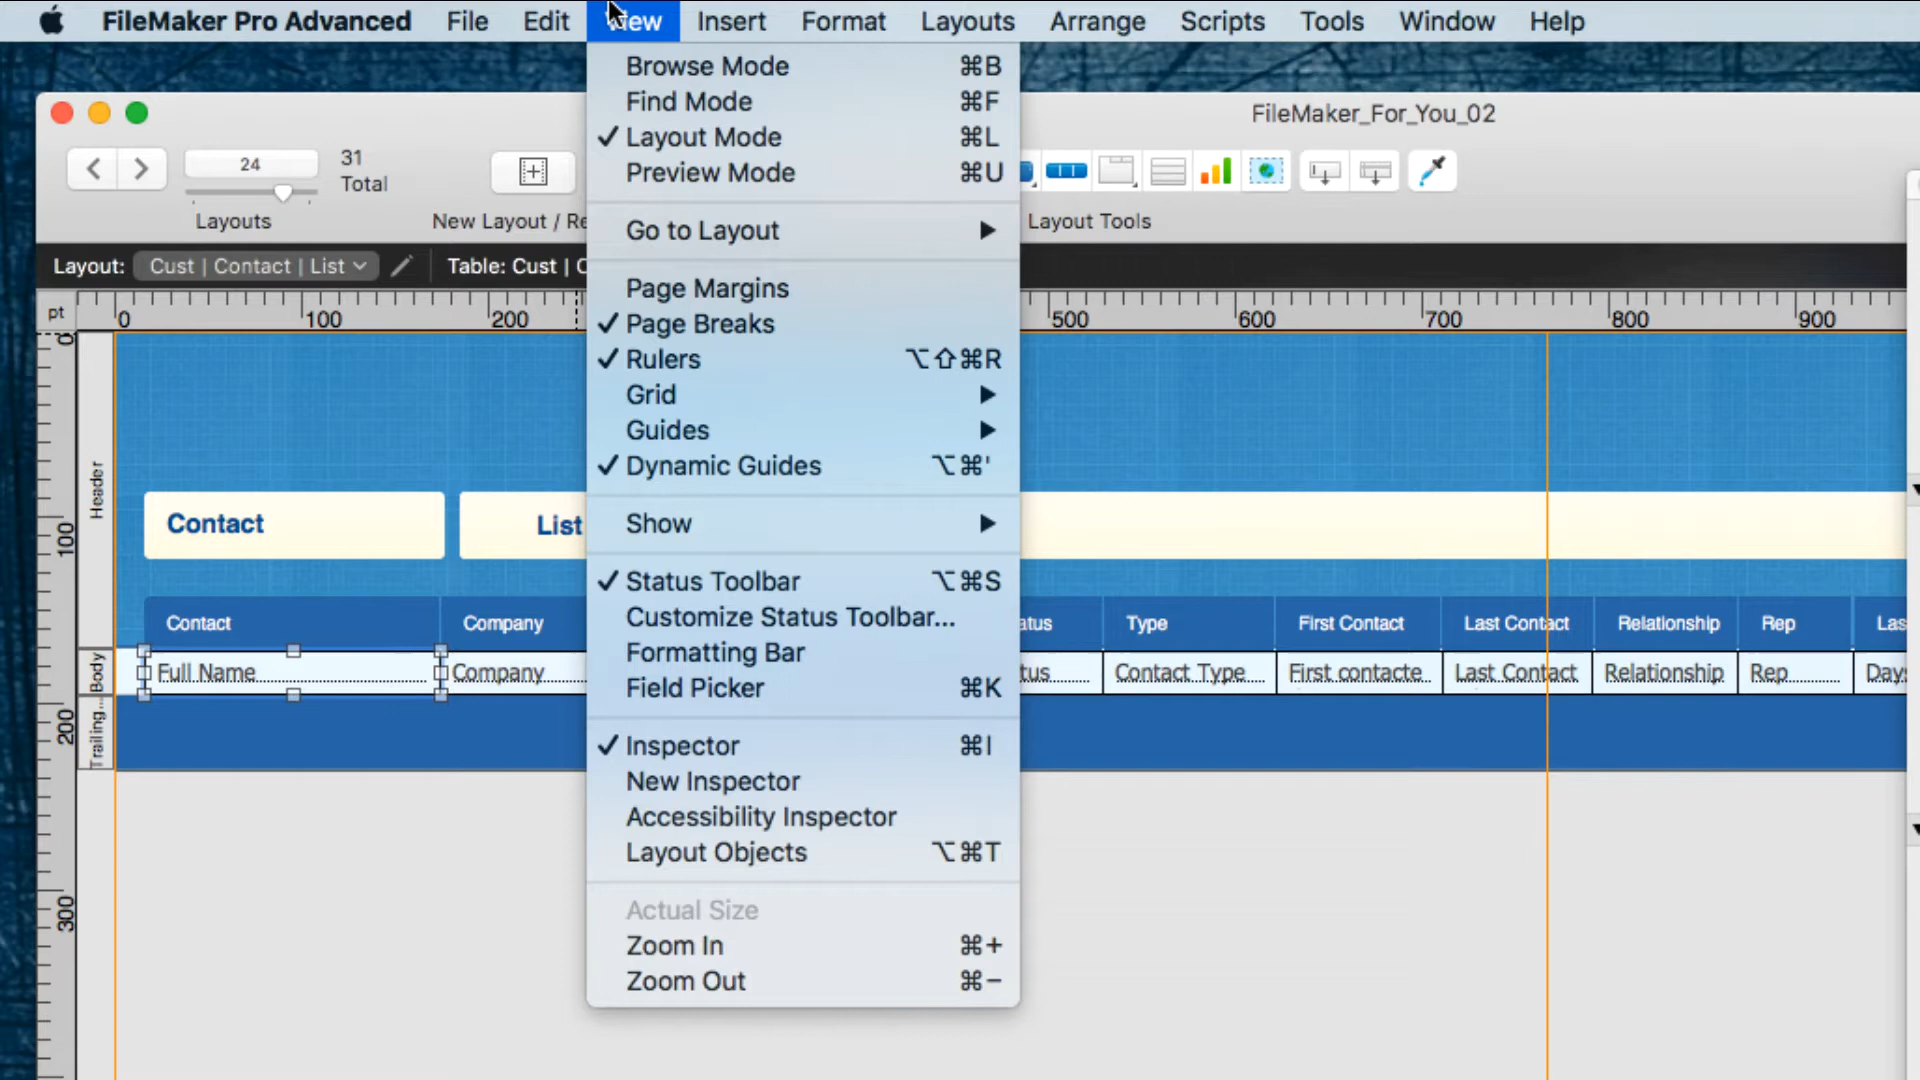 FileMaker Pro Advanced File Edit View Insert Format Layouts Arrange Scripts Tools Window Help
FileMaker_For_You_02
24
31
Total
Layouts
New Layout / Re
Layout Tools
Layout: Cust | Contact | List
Table: Cust | C
pt
0 100 200 500 600 700 800 900
Browse Mode ⌘B
Find Mode ⌘F
✓ Layout Mode ⌘L
Preview Mode ⌘U
Go to Layout ▶
Page Margins
✓ Page Breaks
✓ Rulers ⌥⇧⌘R
Grid ▶
Guides ▶
✓ Dynamic Guides ⌥⌘'
Show ▶
✓ Status Toolbar ⌥⌘S
Customize Status Toolbar...
Formatting Bar
Field Picker ⌘K
✓ Inspector ⌘I
New Inspector
Accessibility Inspector
Layout Objects ⌥⌘T
Actual Size
Zoom In ⌘+
Zoom Out ⌘−
0
100
200
300
Header
Body
Trailing...
Contact
List
Contact Company atus Type First Contact Last Contact Relationship Rep Las
Full Name Company tus Contact Type First contacte Last Contact Relationship Rep Days